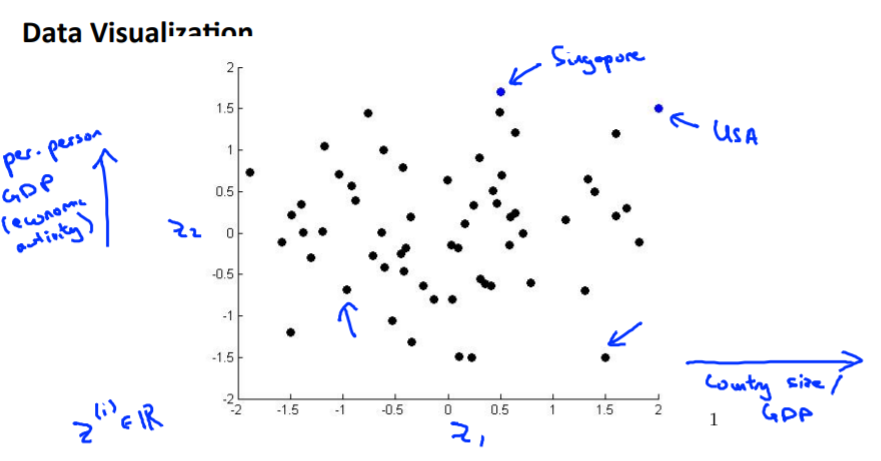 Data Visualization
Singapore
USA
per-person
GDP
(economic
activity)
z₂
2
1.5
1
0.5
0
-0.5
-1
-1.5
-2
-2 -1.5 -1 -0.5 0 0.5 1 1.5 2
z₁
z⁽ⁱ⁾ ∈ ℝ
Country size/
GDP
1